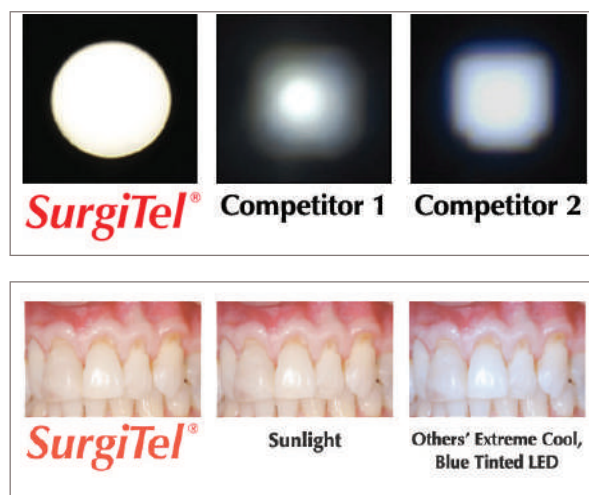 SurgiTel®
Competitor 1
Competitor 2
SurgiTel®
Sunlight
Others' Extreme Cool,
Blue Tinted LED